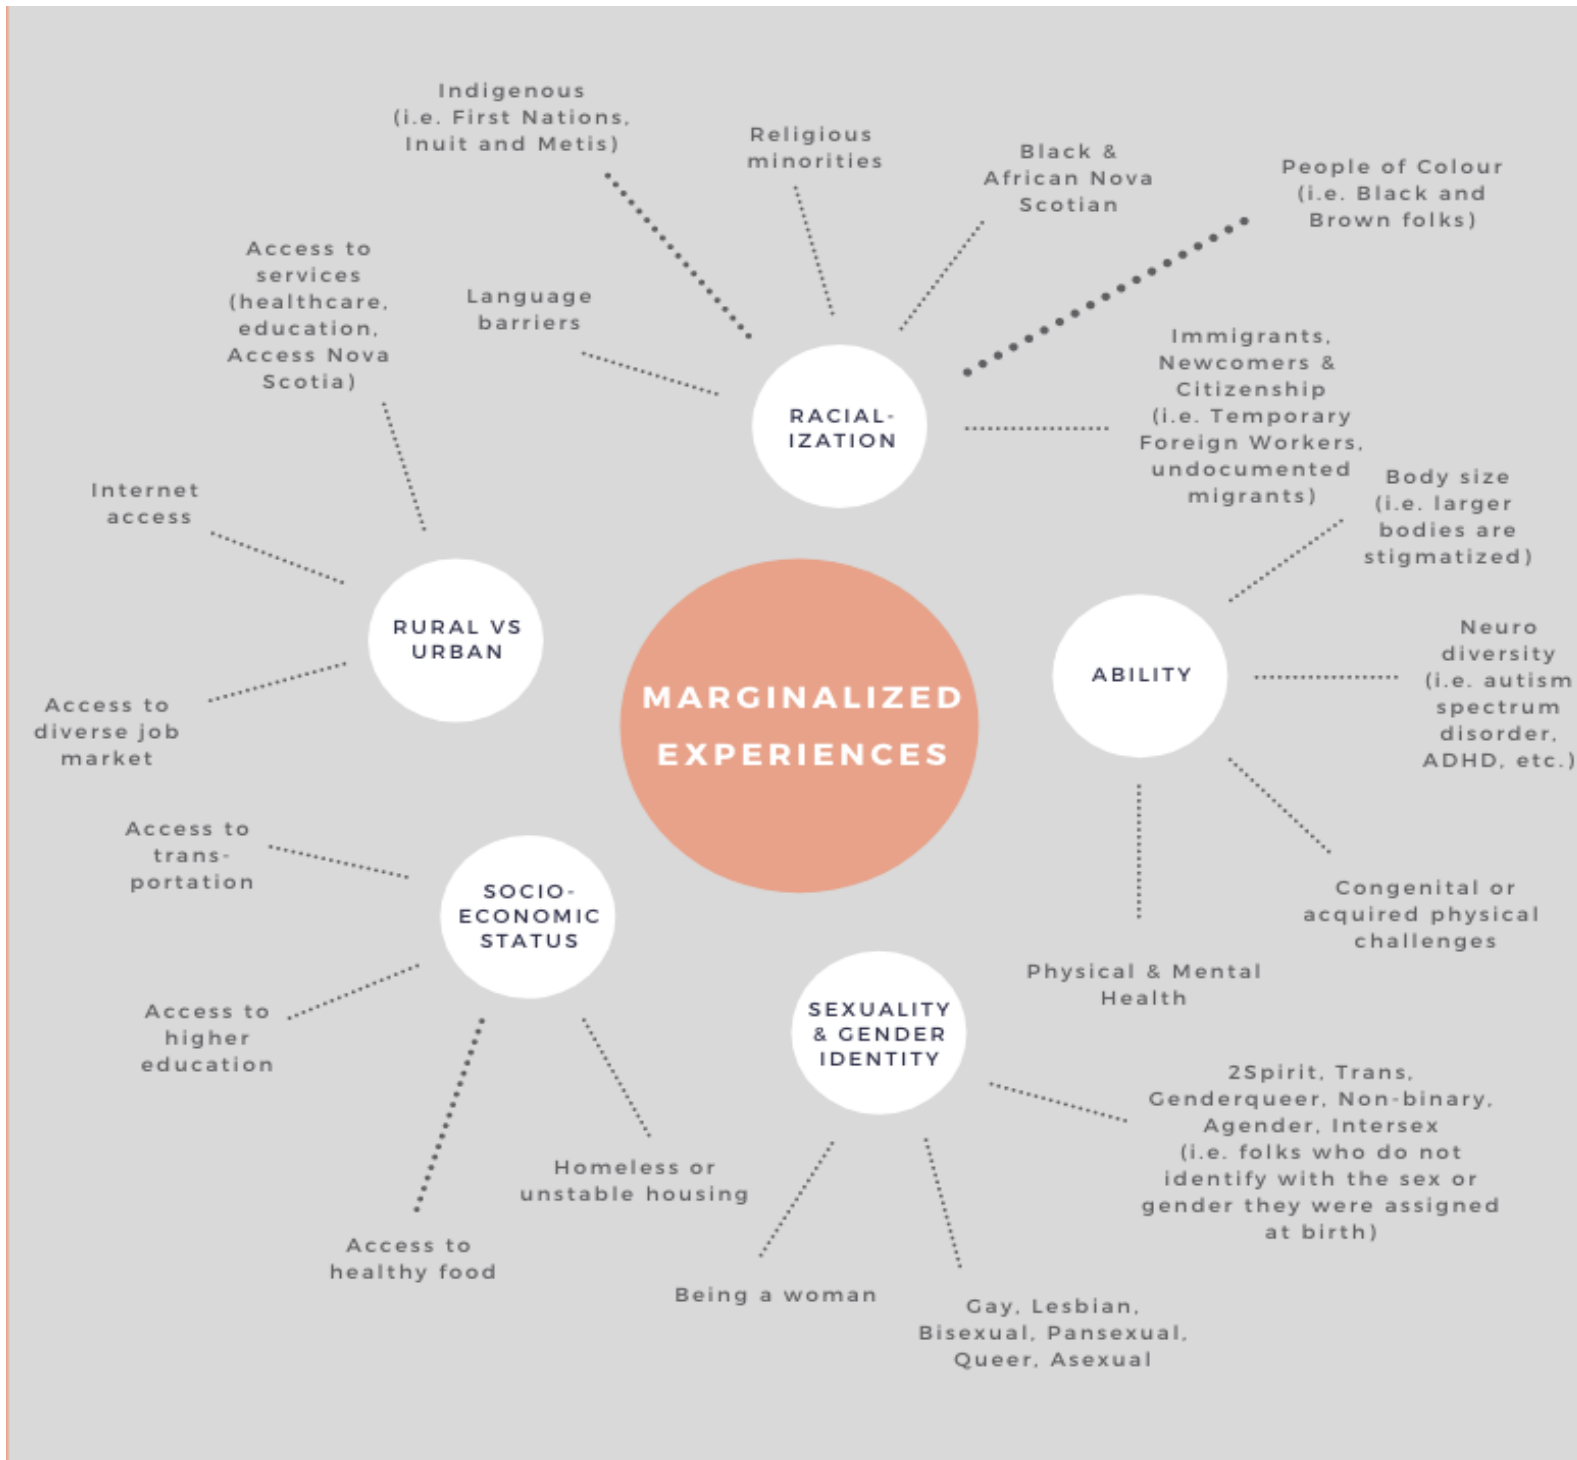 Indigenous
(i.e. First Nations,
Inuit and Metis)
Religious
minorities
Black &
African Nova
Scotian
People of Colour
(i.e. Black and
Brown folks)
Access to
services
(healthcare,
education,
Access Nova
Scotia)
Language
barriers
Immigrants,
Newcomers &
Citizenship
(i.e. Temporary
Foreign Workers,
undocumented
migrants)
RACIAL-
IZATION
Body size
(i.e. larger
bodies are
stigmatized)
Internet
access
RURAL VS
URBAN
Neuro
diversity
(i.e. autism
spectrum
disorder,
ADHD, etc.)
ABILITY
MARGINALIZED
EXPERIENCES
Access to
diverse job
market
Access to
trans-
portation
SOCIO-
ECONOMIC
STATUS
Congenital or
acquired physical
challenges
Physical & Mental
Health
SEXUALITY
& GENDER
IDENTITY
Access to
higher
education
2Spirit, Trans,
Genderqueer, Non-binary,
Agender, Intersex
(i.e. folks who do not
identify with the sex or
gender they were assigned
at birth)
Homeless or
unstable housing
Access to
healthy food
Being a woman
Gay, Lesbian,
Bisexual, Pansexual,
Queer, Asexual